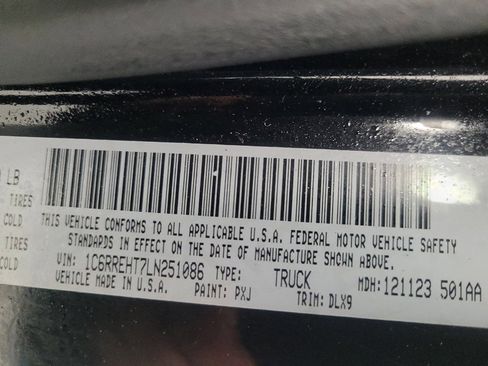 LB
TIRES
COLD
TIRES
COLD
THIS VEHICLE CONFORMS TO ALL APPLICABLE U.S.A. FEDERAL MOTOR VEHICLE SAFETY
STANDARDS IN EFFECT ON THE DATE OF MANUFACTURE SHOWN ABOVE.
VIN: 1C6RREHT7LN251086 TYPE: TRUCK MDH: 121123 501AA
VEHICLE MADE IN U.S.A. PAINT: PXJ TRIM: DLX9